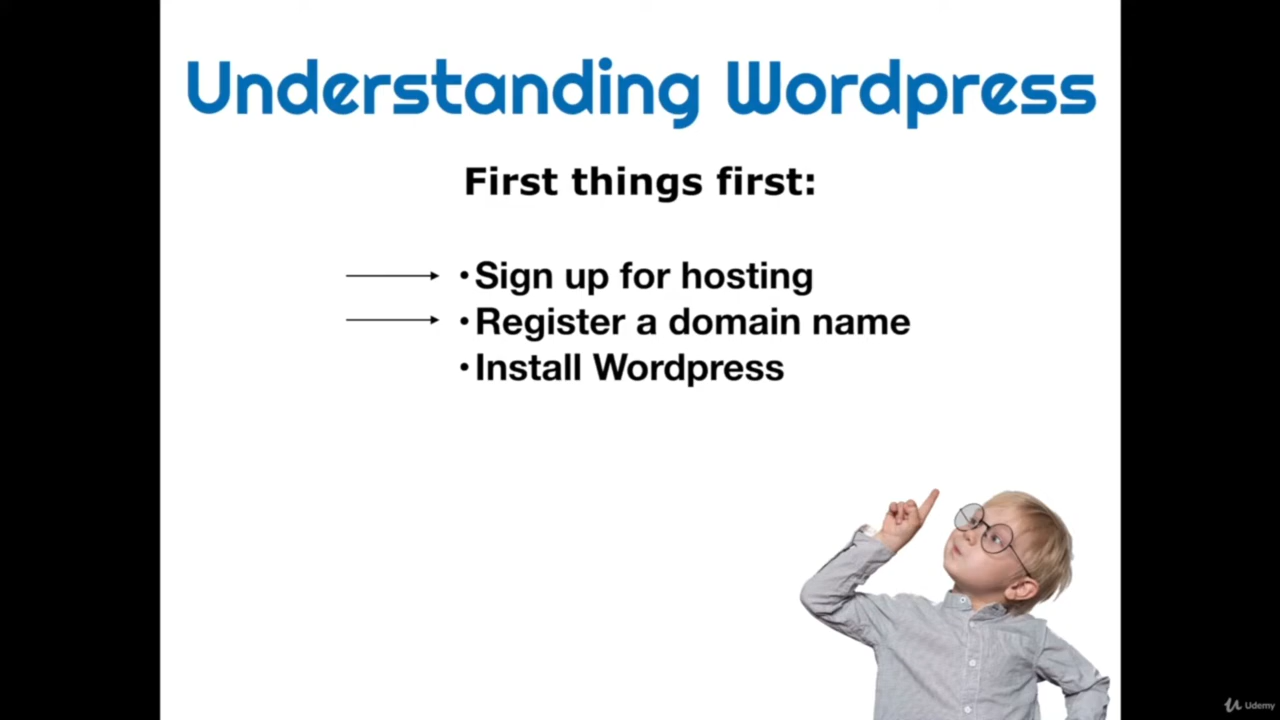 Understanding Wordpress
First things first:
• Sign up for hosting
• Register a domain name
• Install Wordpress
Udemy